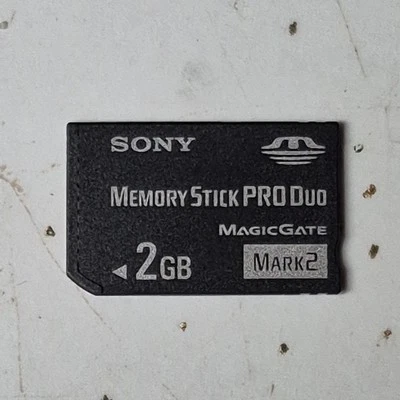 SONY
MEMORY STICK PRO DUO
MAGICGATE
◄ 2GB MARK2